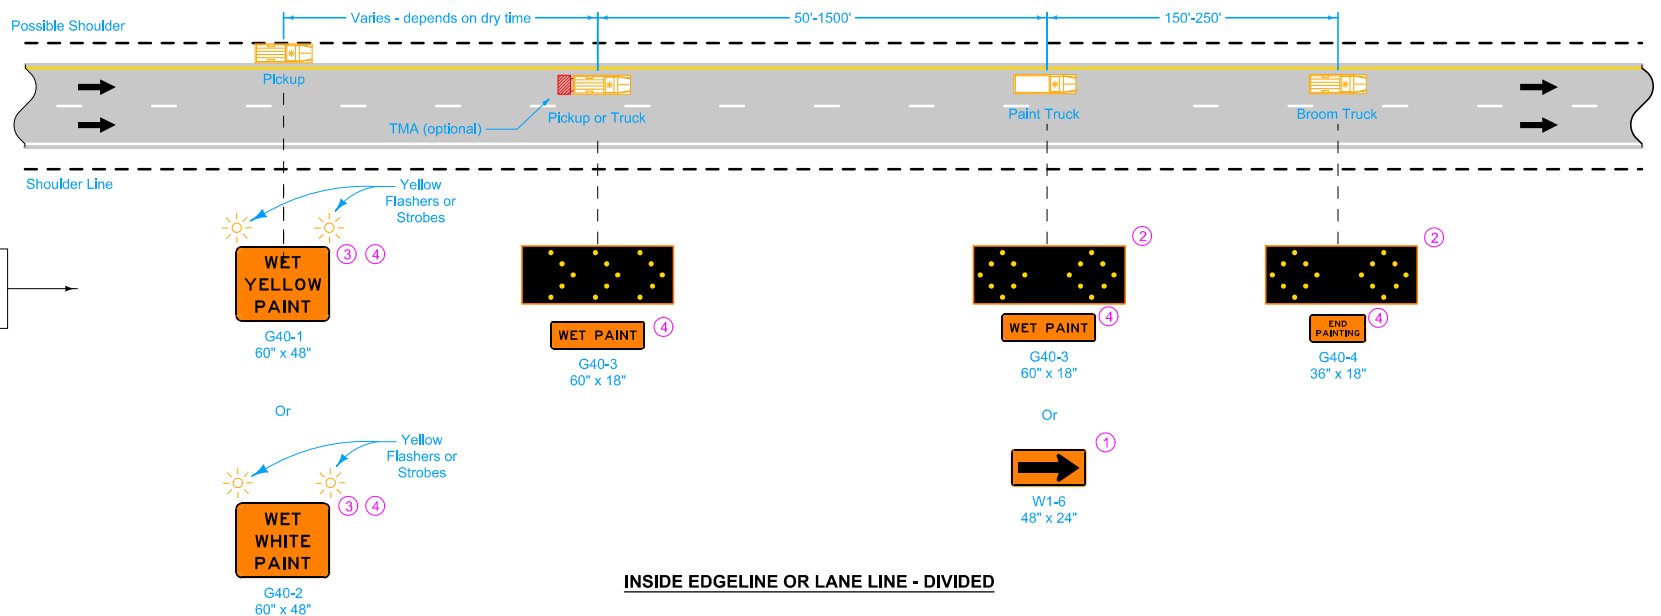 Varies - depends on dry time
50'-1500'
150'-250'
Possible Shoulder
Pickup
TMA (optional)
Pickup or Truck
Paint Truck
Broom Truck
Shoulder Line
Yellow
Flashers or
Strobes
WET
YELLOW
PAINT
3 4
G40-1
60" x 48"
WET PAINT
4
G40-3
60" x 18"
2
WET PAINT
4
G40-3
60" x 18"
2
END
PAINTING
4
G40-4
36" x 18"
Or
Or
Yellow
Flashers or
Strobes
WET
WHITE
PAINT
3 4
G40-2
60" x 48"
1
W1-6
48" x 24"
INSIDE EDGELINE OR LANE LINE - DIVIDED